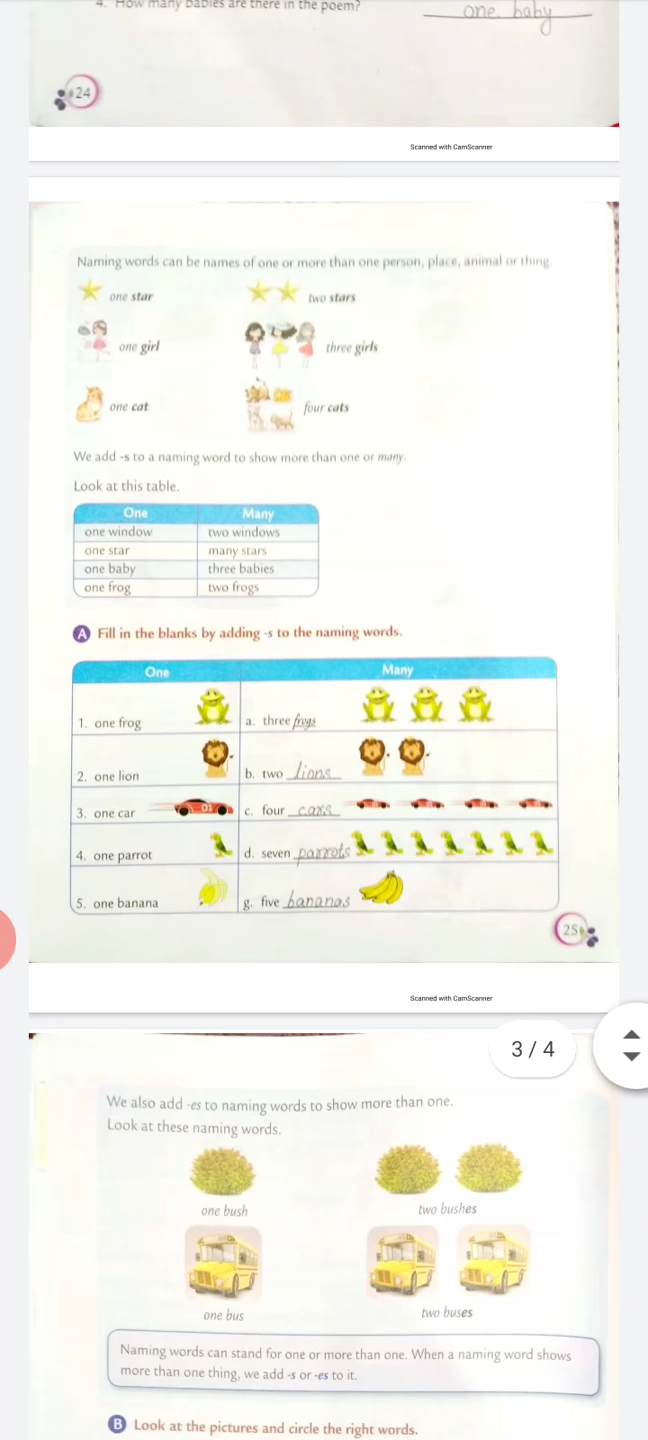 4. How many babies are there in the poem? one baby
24
Scanned with CamScanner
Naming words can be names of one or more than one person, place, animal or thing.
one star two stars
one girl three girls
one cat four cats
We add -s to a naming word to show more than one or many.
Look at this table.
One Many
one window two windows
one star many stars
one baby three babies
one frog two frogs
A Fill in the blanks by adding -s to the naming words.
One Many
1. one frog a. three frogs
2. one lion b. two lions
3. one car 01 c. four cars
4. one parrot d. seven parrots
5. one banana g. five bananas
25
Scanned with CamScanner
3 / 4
We also add -es to naming words to show more than one.
Look at these naming words.
one bush two bushes
one bus two buses
Naming words can stand for one or more than one. When a naming word shows
more than one thing, we add -s or -es to it.
B Look at the pictures and circle the right words.